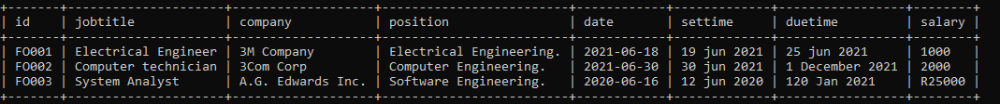 | id | jobtitle | company | position | date | settime | duetime | salary |
| FO001 | Electrical Engineer | 3M Company | Electrical Engineering. | 2021-06-18 | 19 jun 2021 | 25 jun 2021 | 1000 |
| FO002 | Computer technician | 3Com Corp | Computer Engineering. | 2021-06-30 | 30 jun 2021 | 1 December 2021 | 2000 |
| FO003 | System Analyst | A.G. Edwards Inc. | Software Engineering. | 2020-06-16 | 12 jun 2020 | 120 Jan 2021 | R25000 |